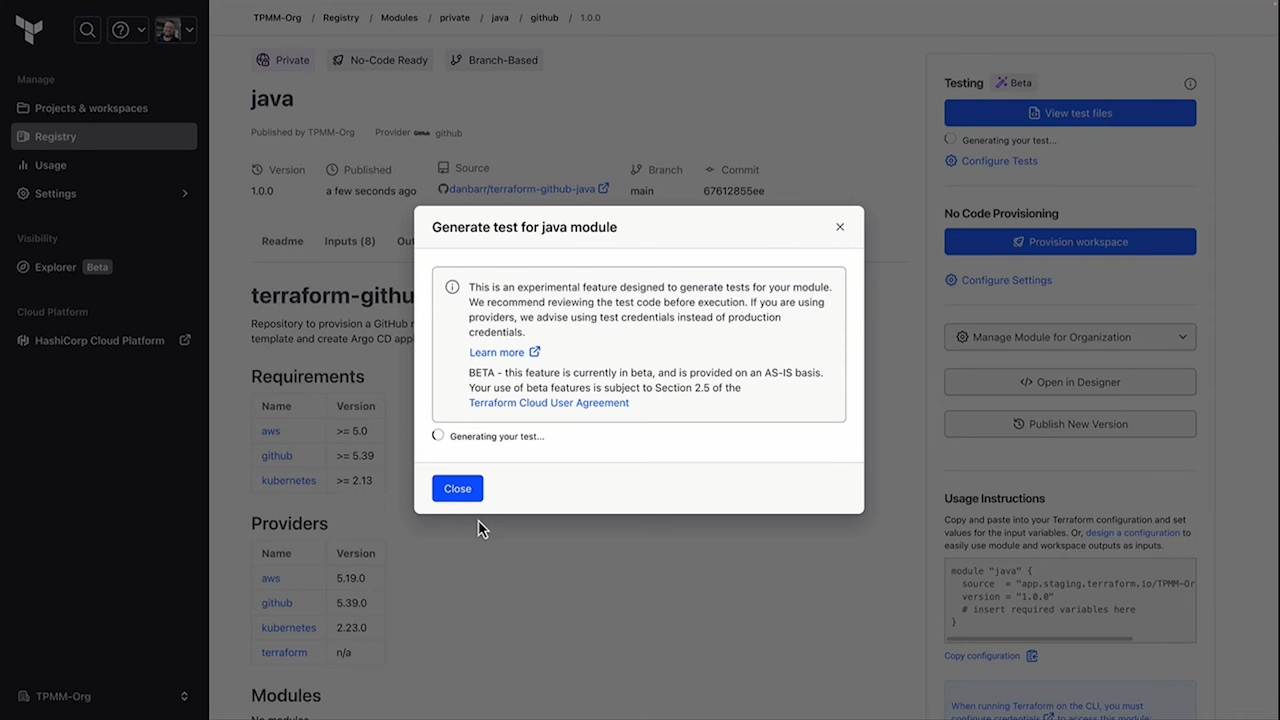 TPMM-Org / Registry / Modules / private / java / github / 1.0.0
Manage
Projects & workspaces
Registry
Usage
Settings
Visibility
Explorer Beta
Cloud Platform
HashiCorp Cloud Platform
TPMM-Org
Private No-Code Ready Branch-Based
java
Published by TPMM-Org Provider github
Version Published Source Branch Commit
1.0.0 a few seconds ago danbarr/terraform-github-java main 67612855ee
Readme Inputs (8)
Repository to provision a GitHub
template and create Argo CD
Requirements
Name Version
aws >= 5.0
github >= 5.39
kubernetes >= 2.13
Providers
Name Version
aws 5.19.0
github 5.39.0
kubernetes 2.23.0
terraform n/a
Modules
Generate test for java module
This is an experimental feature designed to generate tests for your module.
We recommend reviewing the test code before execution. If you are using
providers, we advise using test credentials instead of production
credentials.
Learn more
BETA - this feature is currently in beta, and is provided on an AS-IS basis.
Your use of beta features is subject to Section 2.5 of the
Terraform Cloud User Agreement
Generating your test...
Close
Testing Beta
View test files
Generating your test...
Configure Tests
No Code Provisioning
Provision workspace
Configure Settings
Manage Module for Organization
Open in Designer
Publish New Version
Usage Instructions
Copy and paste into your Terraform configuration and set
values for the input variables. Or, design a configuration to
easily use module and workspace outputs as inputs.
module "java" {
source = "app.staging.terraform.io/TPMM-Or
version = "1.0.0"
# insert required variables here
}
Copy configuration
When running Terraform on the CLI, you must
configure credentials to access this module: